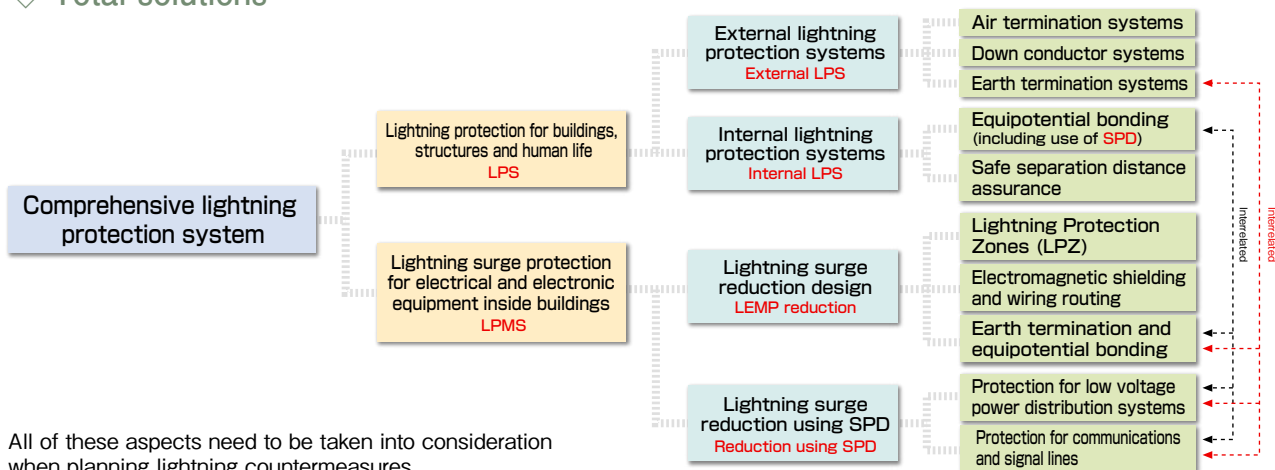 ◇ Total solutions
Comprehensive lightning
protection system
Lightning protection for buildings,
structures and human life
LPS
Lightning surge protection
for electrical and electronic
equipment inside buildings
LPMS
External lightning
protection systems
External LPS
Internal lightning
protection systems
Internal LPS
Lightning surge
reduction design
LEMP reduction
Lightning surge
reduction using SPD
Reduction using SPD
Air termination systems
Down conductor systems
Earth termination systems
Equipotential bonding
(including use of SPD)
Safe separation distance
assurance
Lightning Protection
Zones (LPZ)
Electromagnetic shielding
and wiring routing
Earth termination and
equipotential bonding
Protection for low voltage
power distribution systems
Protection for communications
and signal lines
Interrelated
Interrelated
All of these aspects need to be taken into consideration
when planning lightning countermeasures